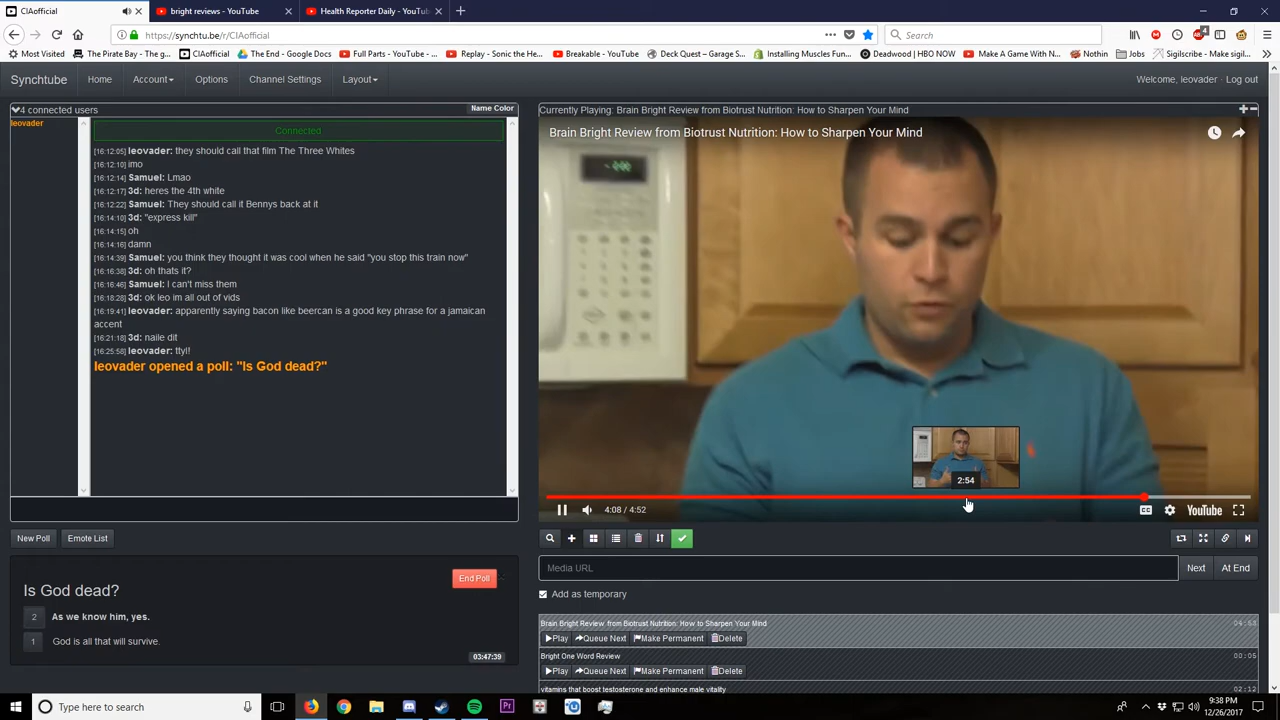 CIAofficial
bright reviews - YouTube
Health Reporter Daily - YouTube
https://synchtu.be/r/CIAofficial
Search
4
Most Visited
The Pirate Bay - The g...
CIAofficial
The End - Google Docs
Full Parts - YouTube - ...
Replay - Sonic the He...
Breakable - YouTube
Deck Quest – Garage S...
Installing Muscles Fun...
Deadwood | HBO NOW
Make A Game With N...
Nothin
Jobs
Sigilscribe - Make sigil...
Synchtube
Home
Account
Options
Channel Settings
Layout
Welcome, leovader
Log out
4 connected users
Name Color
leovader
Connected
[16:12:05] leovader: they should call that film The Three Whites
[16:12:10] imo
[16:12:14] Samuel: Lmao
[16:12:17] 3d: heres the 4th white
[16:12:22] Samuel: They should call it Bennys back at it
[16:14:10] 3d: "express kill"
[16:14:15] oh
[16:14:16] damn
[16:14:39] Samuel: you think they thought it was cool when he said "you stop this train now"
[16:16:38] 3d: oh thats it?
[16:16:46] Samuel: I can't miss them
[16:18:28] 3d: ok leo im all out of vids
[16:19:41] leovader: apparently saying bacon like beercan is a good key phrase for a jamaican
accent
[16:21:18] 3d: naile dit
[16:25:58] leovader: ttyl!
leovader opened a poll: "Is God dead?"
New Poll
Emote List
Is God dead?
End Poll
2 As we know him, yes.
1 God is all that will survive.
03:47:39
Currently Playing: Brain Bright Review from Biotrust Nutrition: How to Sharpen Your Mind
Brain Bright Review from Biotrust Nutrition: How to Sharpen Your Mind
2:54
4:08 / 4:52
CC
YouTube
Media URL
Next
At End
Add as temporary
Brain Bright Review from Biotrust Nutrition: How to Sharpen Your Mind
04:53
Play
Queue Next
Make Permanent
Delete
Bright One Word Review
00:05
Play
Queue Next
Make Permanent
Delete
vitamins that boost testosterone and enhance male vitality
02:12
Type here to search
Pr
9:38 PM
12/26/2017